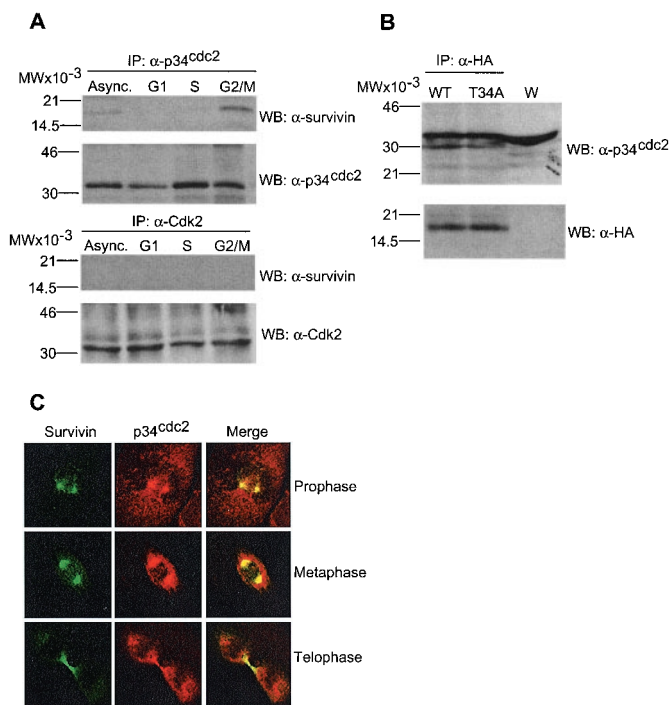 A
IP: α-p34cdc2
MWx10-3
Async. G1 S G2/M
21
14.5
WB: α-survivin
46
30
WB: α-p34cdc2
IP: α-Cdk2
MWx10-3
Async. G1 S G2/M
21
14.5
WB: α-survivin
46
30
WB: α-Cdk2
B
IP: α-HA
MWx10-3
WT T34A W
46
30
21
WB: α-p34cdc2
21
14.5
WB: α-HA
C
Survivin p34cdc2 Merge
Prophase
Metaphase
Telophase